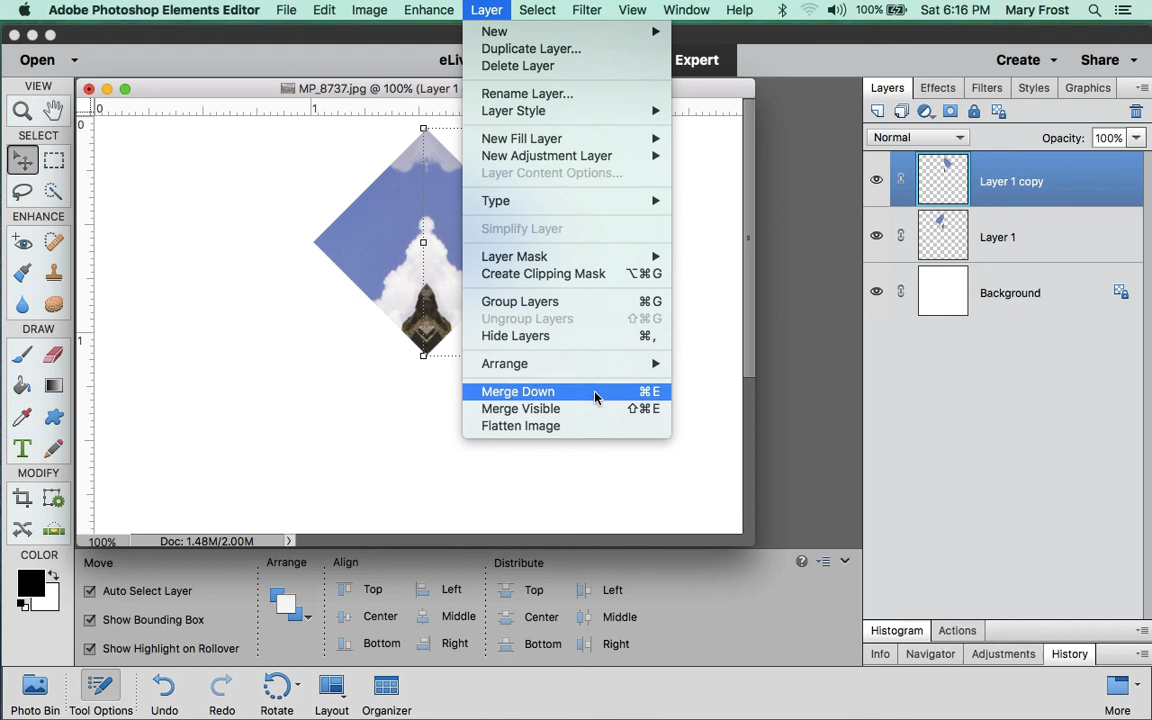 Adobe Photoshop Elements Editor File Edit Image Enhance Layer Select Filter View Window Help 100% Sat 6:16 PM Mary Frost
Open eLiv Expert Create Share
VIEW
SELECT
ENHANCE
DRAW
MODIFY
COLOR
MP_8737.jpg @ 100% (Layer 1
0 1
0
1
New
Duplicate Layer...
Delete Layer
Rename Layer...
Layer Style
New Fill Layer
New Adjustment Layer
Layer Content Options...
Type
Simplify Layer
Layer Mask
Create Clipping Mask ⌥⌘G
Group Layers ⌘G
Ungroup Layers ⇧⌘G
Hide Layers ⌘,
Arrange
Merge Down ⌘E
Merge Visible ⇧⌘E
Flatten Image
100% Doc: 1.48M/2.00M
Layers Effects Filters Styles Graphics
Normal Opacity: 100%
Layer 1 copy
Layer 1
Background
Histogram Actions
Info Navigator Adjustments History
Move Arrange Align Distribute
Auto Select Layer Top Left Top Left
Show Bounding Box Center Middle Center Middle
Show Highlight on Rollover Bottom Right Bottom Right
Photo Bin Tool Options Undo Redo Rotate Layout Organizer More